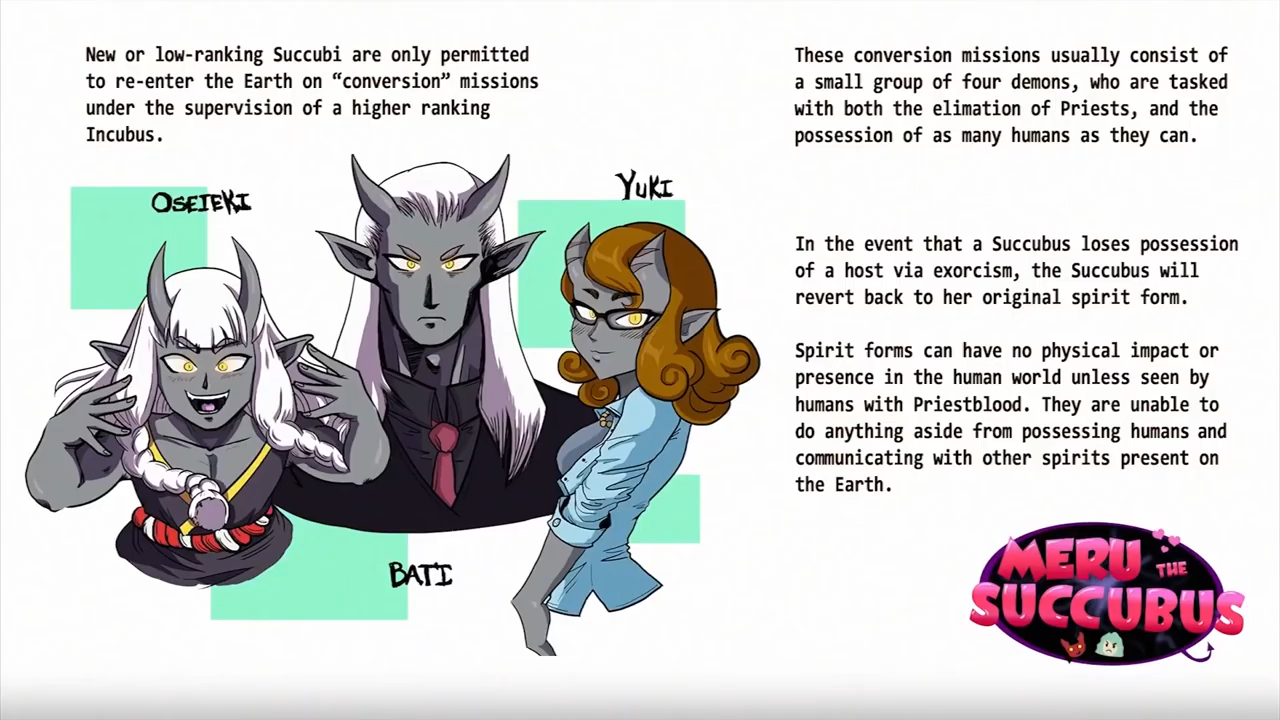 New or low-ranking Succubi are only permitted
to re-enter the Earth on “conversion” missions
under the supervision of a higher ranking
Incubus.
OSEIEKI
YUKI
BATI
These conversion missions usually consist of
a small group of four demons, who are tasked
with both the elimation of Priests, and the
possession of as many humans as they can.
In the event that a Succubus loses possession
of a host via exorcism, the Succubus will
revert back to her original spirit form.
Spirit forms can have no physical impact or
presence in the human world unless seen by
humans with Priestblood. They are unable to
do anything aside from possessing humans and
communicating with other spirits present on
the Earth.
MERU THE
SUCCUBUS